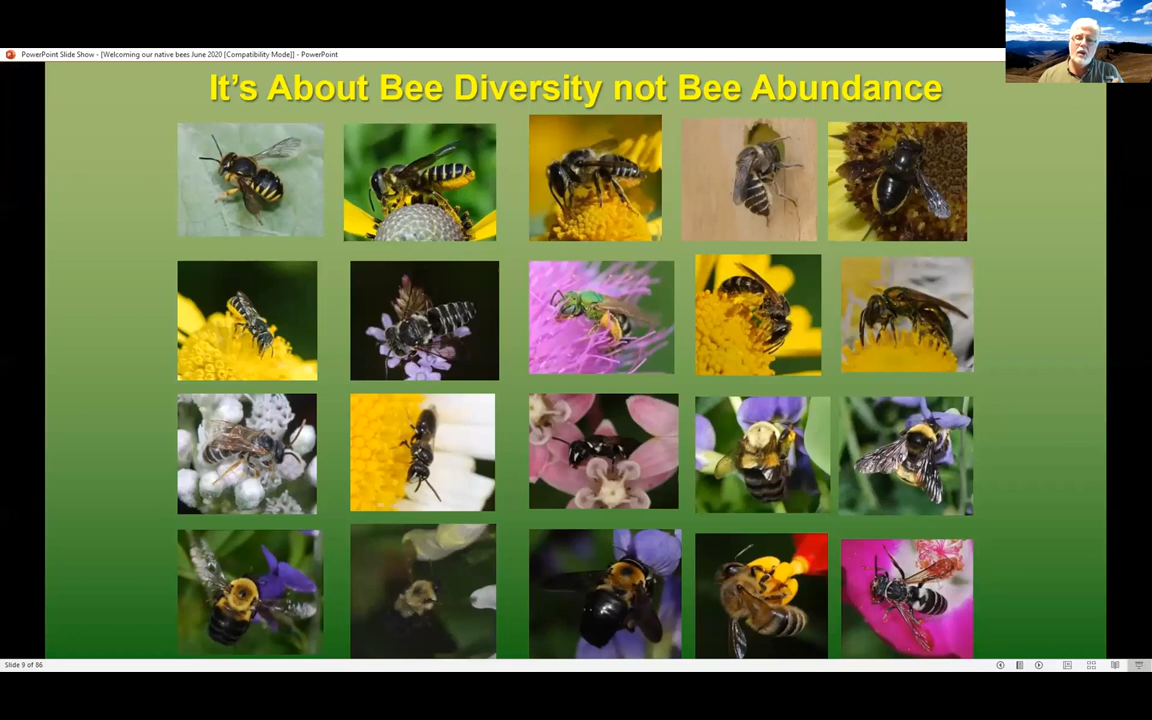 PowerPoint Slide Show - [Welcoming our native bees June 2020 [Compatibility Mode]] - PowerPoint
It's About Bee Diversity not Bee Abundance
Slide 9 of 86